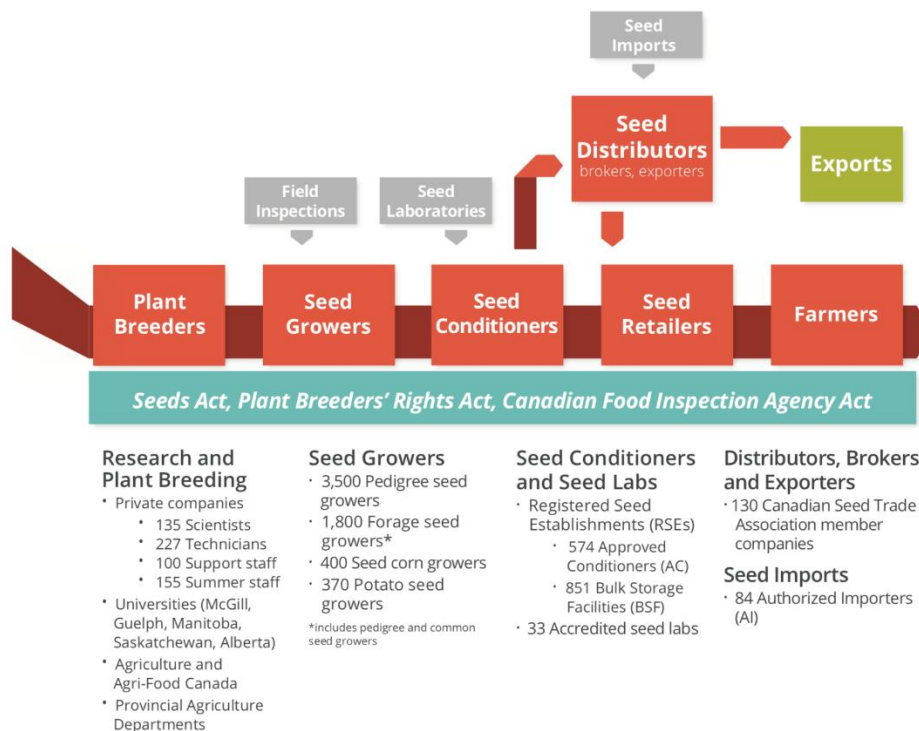 Seed
Imports
Seed
Distributors
brokers, exporters
Exports
Field
Inspections
Seed
Laboratories
Plant
Breeders
Seed
Growers
Seed
Conditioners
Seed
Retailers
Farmers
Seeds Act, Plant Breeders' Rights Act, Canadian Food Inspection Agency Act
Research and
Plant Breeding
• Private companies
• 135 Scientists
• 227 Technicians
• 100 Support staff
• 155 Summer staff
• Universities (McGill,
Guelph, Manitoba,
Saskatchewan, Alberta)
• Agriculture and
Agri-Food Canada
• Provincial Agriculture
Departments
Seed Growers
· 3,500 Pedigree seed
growers
· 1,800 Forage seed
growers*
· 400 Seed corn growers
· 370 Potato seed
growers
*includes pedigree and common
seed growers
Seed Conditioners
and Seed Labs
· Registered Seed
Establishments (RSEs)
· 574 Approved
Conditioners (AC)
· 851 Bulk Storage
Facilities (BSF)
· 33 Accredited seed labs
Distributors, Brokers
and Exporters
· 130 Canadian Seed Trade
Association member
companies
Seed Imports
· 84 Authorized Importers
(AI)